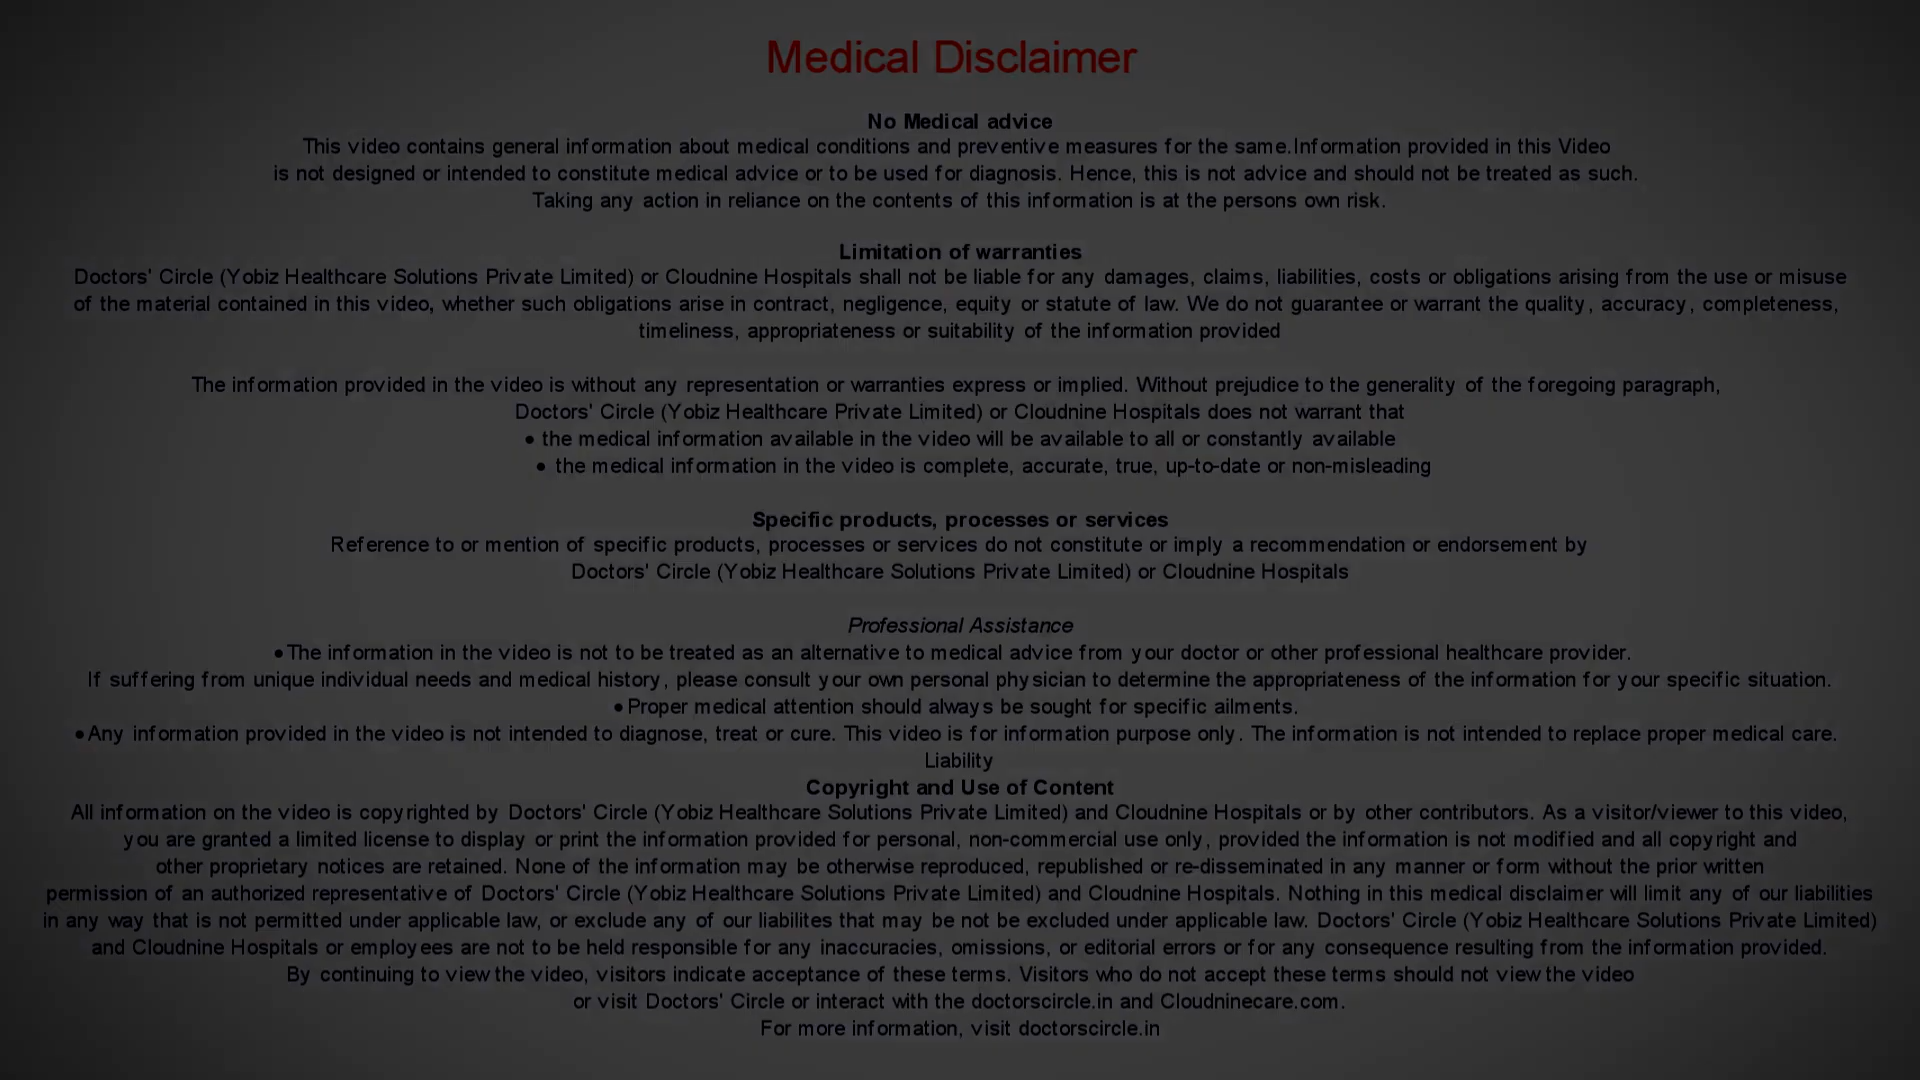 Medical Disclaimer
No Medical advice
This video contains general information about medical conditions and preventive measures for the same.Information provided in this Video
is not designed or intended to constitute medical advice or to be used for diagnosis. Hence, this is not advice and should not be treated as such.
Taking any action in reliance on the contents of this information is at the persons own risk.
Limitation of warranties
Doctors' Circle (Yobiz Healthcare Solutions Private Limited) or Cloudnine Hospitals shall not be liable for any damages, claims, liabilities, costs or obligations arising from the use or misuse
of the material contained in this video, whether such obligations arise in contract, negligence, equity or statute of law. We do not guarantee or warrant the quality, accuracy, completeness,
timeliness, appropriateness or suitability of the information provided
The information provided in the video is without any representation or warranties express or implied. Without prejudice to the generality of the foregoing paragraph,
Doctors' Circle (Yobiz Healthcare Private Limited) or Cloudnine Hospitals does not warrant that
• the medical information available in the video will be available to all or constantly available
• the medical information in the video is complete, accurate, true, up-to-date or non-misleading
Specific products, processes or services
Reference to or mention of specific products, processes or services do not constitute or imply a recommendation or endorsement by
Doctors' Circle (Yobiz Healthcare Solutions Private Limited) or Cloudnine Hospitals
Professional Assistance
•The information in the video is not to be treated as an alternative to medical advice from your doctor or other professional healthcare provider.
If suffering from unique individual needs and medical history, please consult your own personal physician to determine the appropriateness of the information for your specific situation.
•Proper medical attention should always be sought for specific ailments.
•Any information provided in the video is not intended to diagnose, treat or cure. This video is for information purpose only. The information is not intended to replace proper medical care.
Liability
Copyright and Use of Content
All information on the video is copyrighted by Doctors' Circle (Yobiz Healthcare Solutions Private Limited) and Cloudnine Hospitals or by other contributors. As a visitor/viewer to this video,
you are granted a limited license to display or print the information provided for personal, non-commercial use only, provided the information is not modified and all copyright and
other proprietary notices are retained. None of the information may be otherwise reproduced, republished or re-disseminated in any manner or form without the prior written
permission of an authorized representative of Doctors' Circle (Yobiz Healthcare Solutions Private Limited) and Cloudnine Hospitals. Nothing in this medical disclaimer will limit any of our liabilities
in any way that is not permitted under applicable law, or exclude any of our liabilites that may be not be excluded under applicable law. Doctors' Circle (Yobiz Healthcare Solutions Private Limited)
and Cloudnine Hospitals or employees are not to be held responsible for any inaccuracies, omissions, or editorial errors or for any consequence resulting from the information provided.
By continuing to view the video, visitors indicate acceptance of these terms. Visitors who do not accept these terms should not view the video
or visit Doctors' Circle or interact with the doctorscircle.in and Cloudninecare.com.
For more information, visit doctorscircle.in